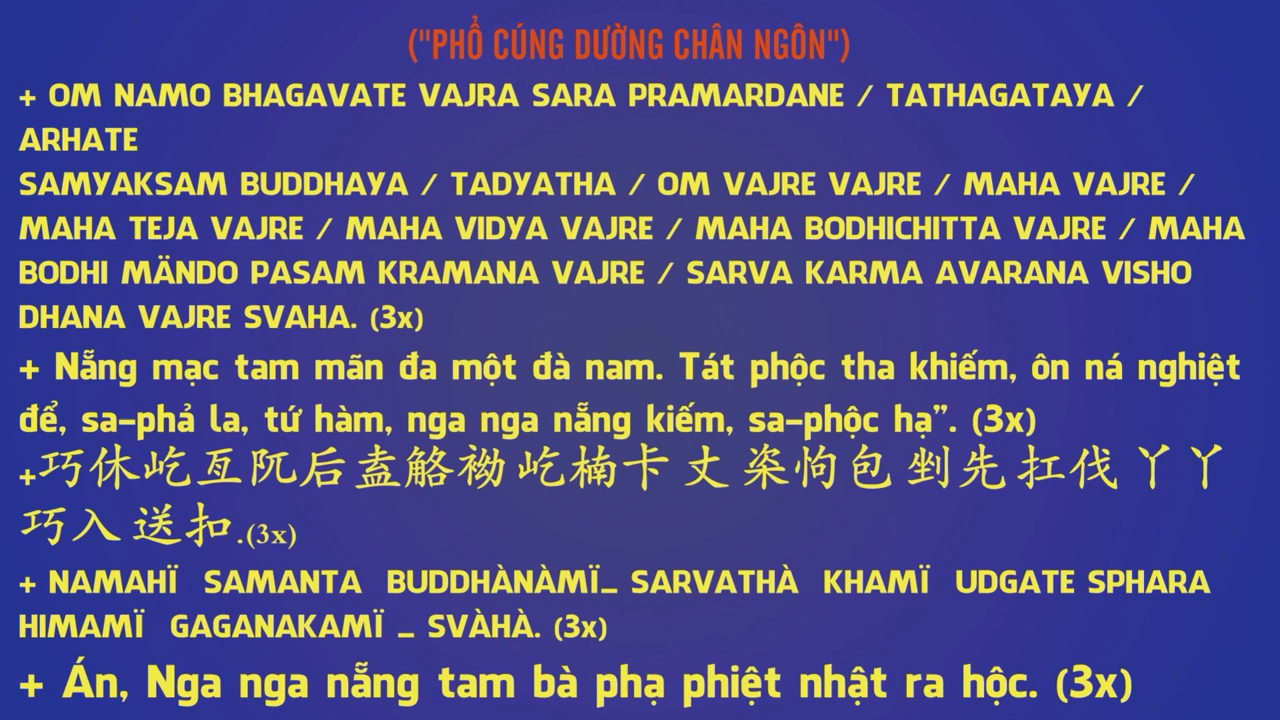 ("PHỔ CÚNG DƯỜNG CHÂN NGÔN")
+ OM NAMO BHAGAVATE VAJRA SARA PRAMARDANE / TATHAGATAYA /
ARHATE
SAMYAKSAM BUDDHAYA / TADYATHA / OM VAJRE VAJRE / MAHA VAJRE /
MAHA TEJA VAJRE / MAHA VIDYA VAJRE / MAHA BODHICHITTA VAJRE / MAHA
BODHI MÄNDO PASAM KRAMANA VAJRE / SARVA KARMA AVARANA VISHO
DHANA VAJRE SVAHA. (3x)
+ Nẵng mạc tam mãn đa một đà nam. Tát phộc tha khiếm, ôn ná nghiệt
để, sa-phả la, tứ hàm, nga nga nẵng kiếm, sa-phộc hạ”. (3x)
+巧休屹亙阢后盍觡袎屹楠卡丈 栥怐包 剉先扛伐 丫丫
巧入送扣.(3x)
+ NAMAHÏ SAMANTA BUDDHÀNÀMÏ_ SARVATHÀ KHAMÏ UDGATE SPHARA
HIMAMÏ GAGANAKAMÏ _ SVÀHÀ. (3x)
+ Án, Nga nga nẵng tam bà phạ phiệt nhật ra hộc. (3x)